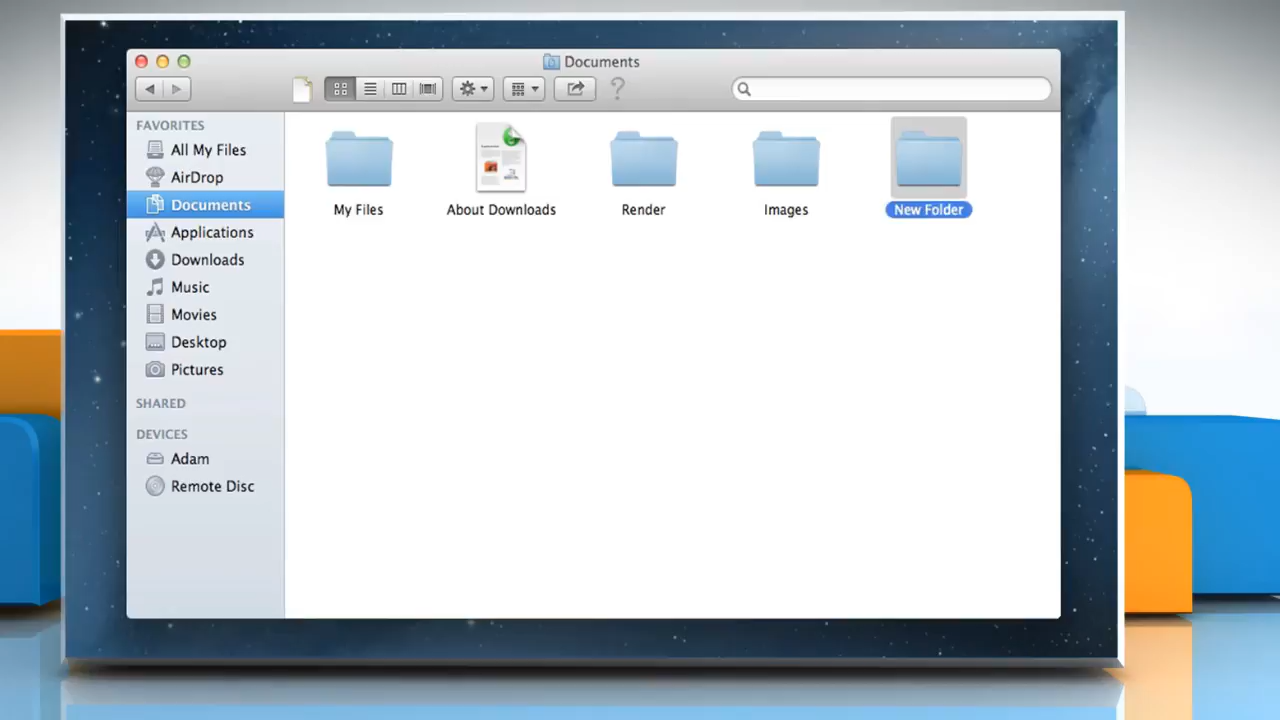 Documents
?
FAVORITES
All My Files
AirDrop
Documents
Applications
Downloads
Music
Movies
Desktop
Pictures
SHARED
DEVICES
Adam
Remote Disc
My Files
About Downloads
Render
Images
New Folder